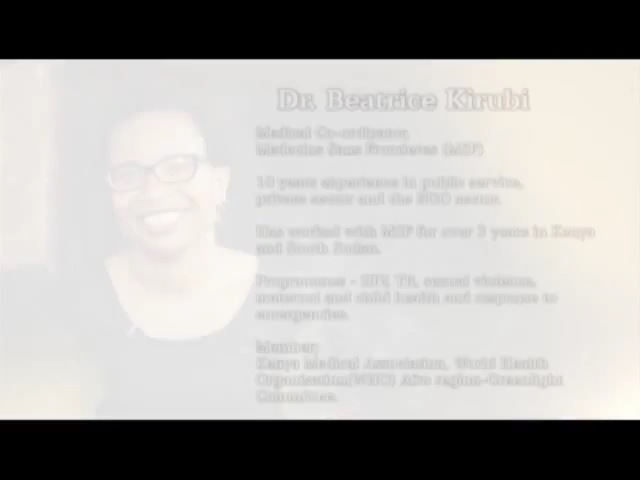 Dr. Beatrice Kirubi
Medical Co-ordinator,
Medecins Sans Frontieres (MSF)
10 years experience in public service,
private sector and the NGO sector.
Has worked with MSF for over 3 years in Kenya
and South Sudan.
Programmes - HIV, TB, sexual violence,
maternal and child health and response to
emergencies.
Member;
Kenya Medical Association, World Health
Organisation(WHO) Afro region-Greenlight
Committee.